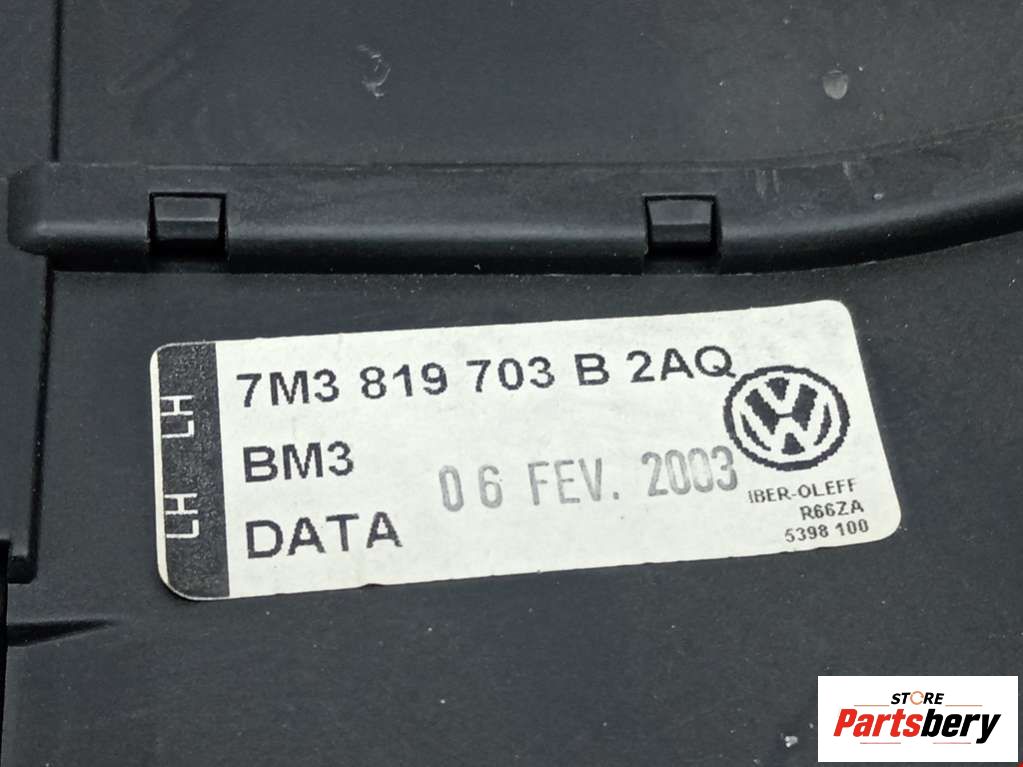 LH LH
7M3 819 703 B 2AQ
BM3
DATA 06 FEV. 2003
IBER-OLEFF
R66ZA
5398 100
STORE
Partsbery